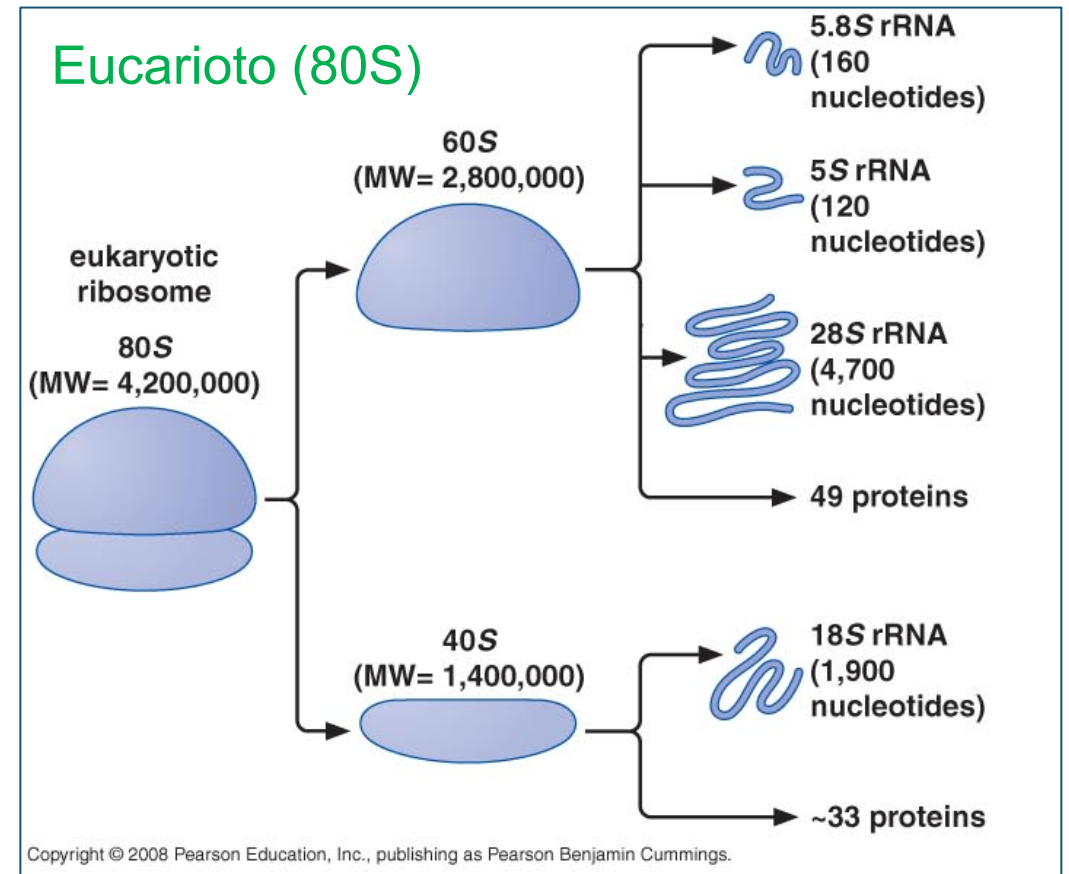 Eucarioto (80S)
eukaryotic
ribosome
80S
(MW= 4,200,000)
60S
(MW= 2,800,000)
5.8S rRNA
(160
nucleotides)
5S rRNA
(120
nucleotides)
28S rRNA
(4,700
nucleotides)
49 proteins
40S
(MW= 1,400,000)
18S rRNA
(1,900
nucleotides)
~33 proteins
Copyright © 2008 Pearson Education, Inc., publishing as Pearson Benjamin Cummings.